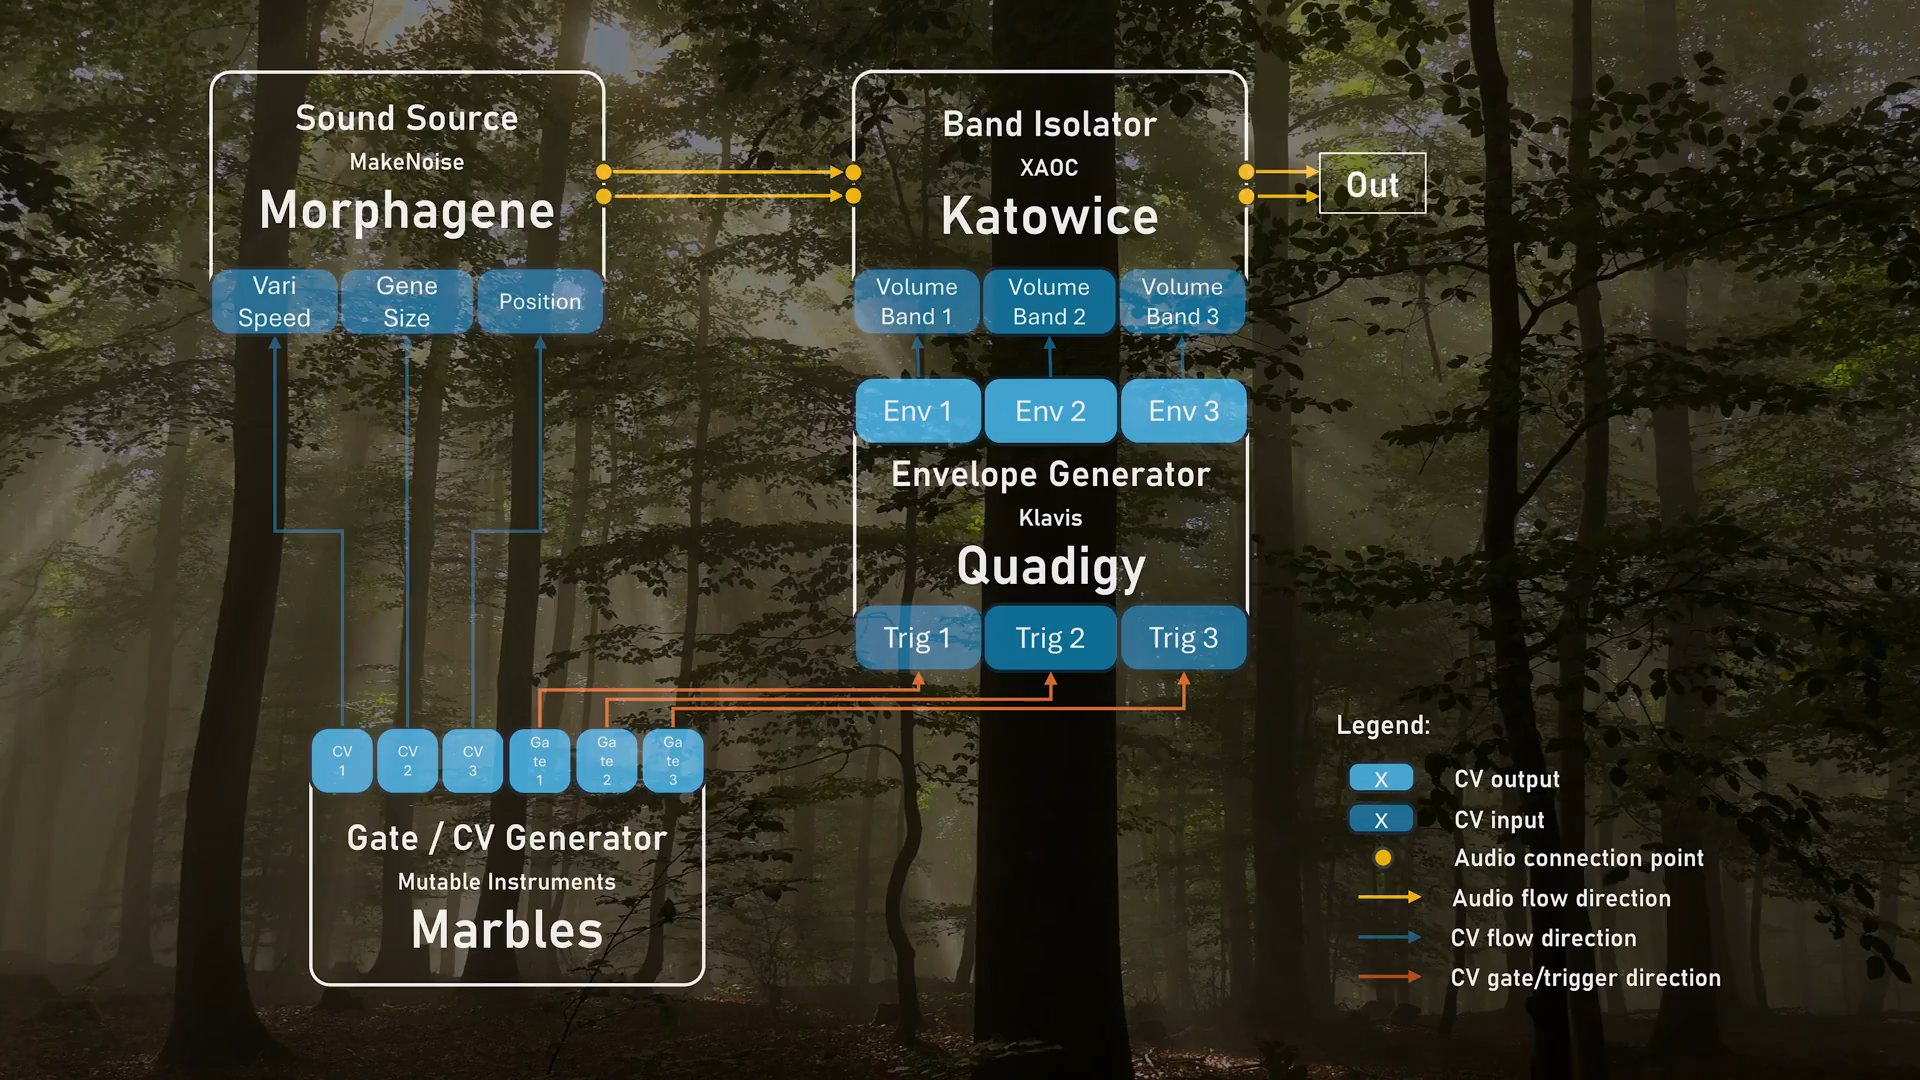 Sound Source
MakeNoise
Morphagene
Vari
Speed
Gene
Size
Position
Band Isolator
XAOC
Katowice
Volume
Band 1
Volume
Band 2
Volume
Band 3
Out
Env 1
Env 2
Env 3
Envelope Generator
Klavis
Quadigy
Trig 1
Trig 2
Trig 3
CV
1
CV
2
CV
3
Ga
te
1
Ga
te
2
Ga
te
3
Gate / CV Generator
Mutable Instruments
Marbles
Legend:
X CV output
X CV input
Audio connection point
Audio flow direction
CV flow direction
CV gate/trigger direction